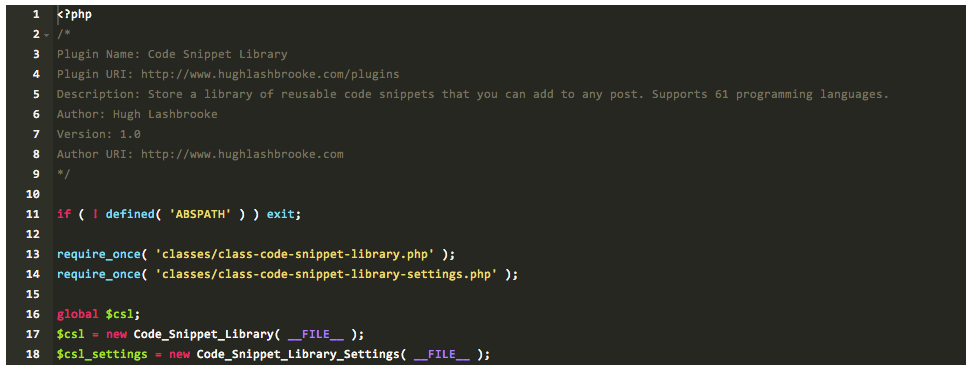 1 <?php
2 /*
3 Plugin Name: Code Snippet Library
4 Plugin URI: http://www.hughlashbrooke.com/plugins
5 Description: Store a library of reusable code snippets that you can add to any post. Supports 61 programming languages.
6 Author: Hugh Lashbrooke
7 Version: 1.0
8 Author URI: http://www.hughlashbrooke.com
9 */
10
11 if ( ! defined( 'ABSPATH' ) ) exit;
12
13 require_once( 'classes/class-code-snippet-library.php' );
14 require_once( 'classes/class-code-snippet-library-settings.php' );
15
16 global $csl;
17 $csl = new Code_Snippet_Library( __FILE__ );
18 $csl_settings = new Code_Snippet_Library_Settings( __FILE__ );